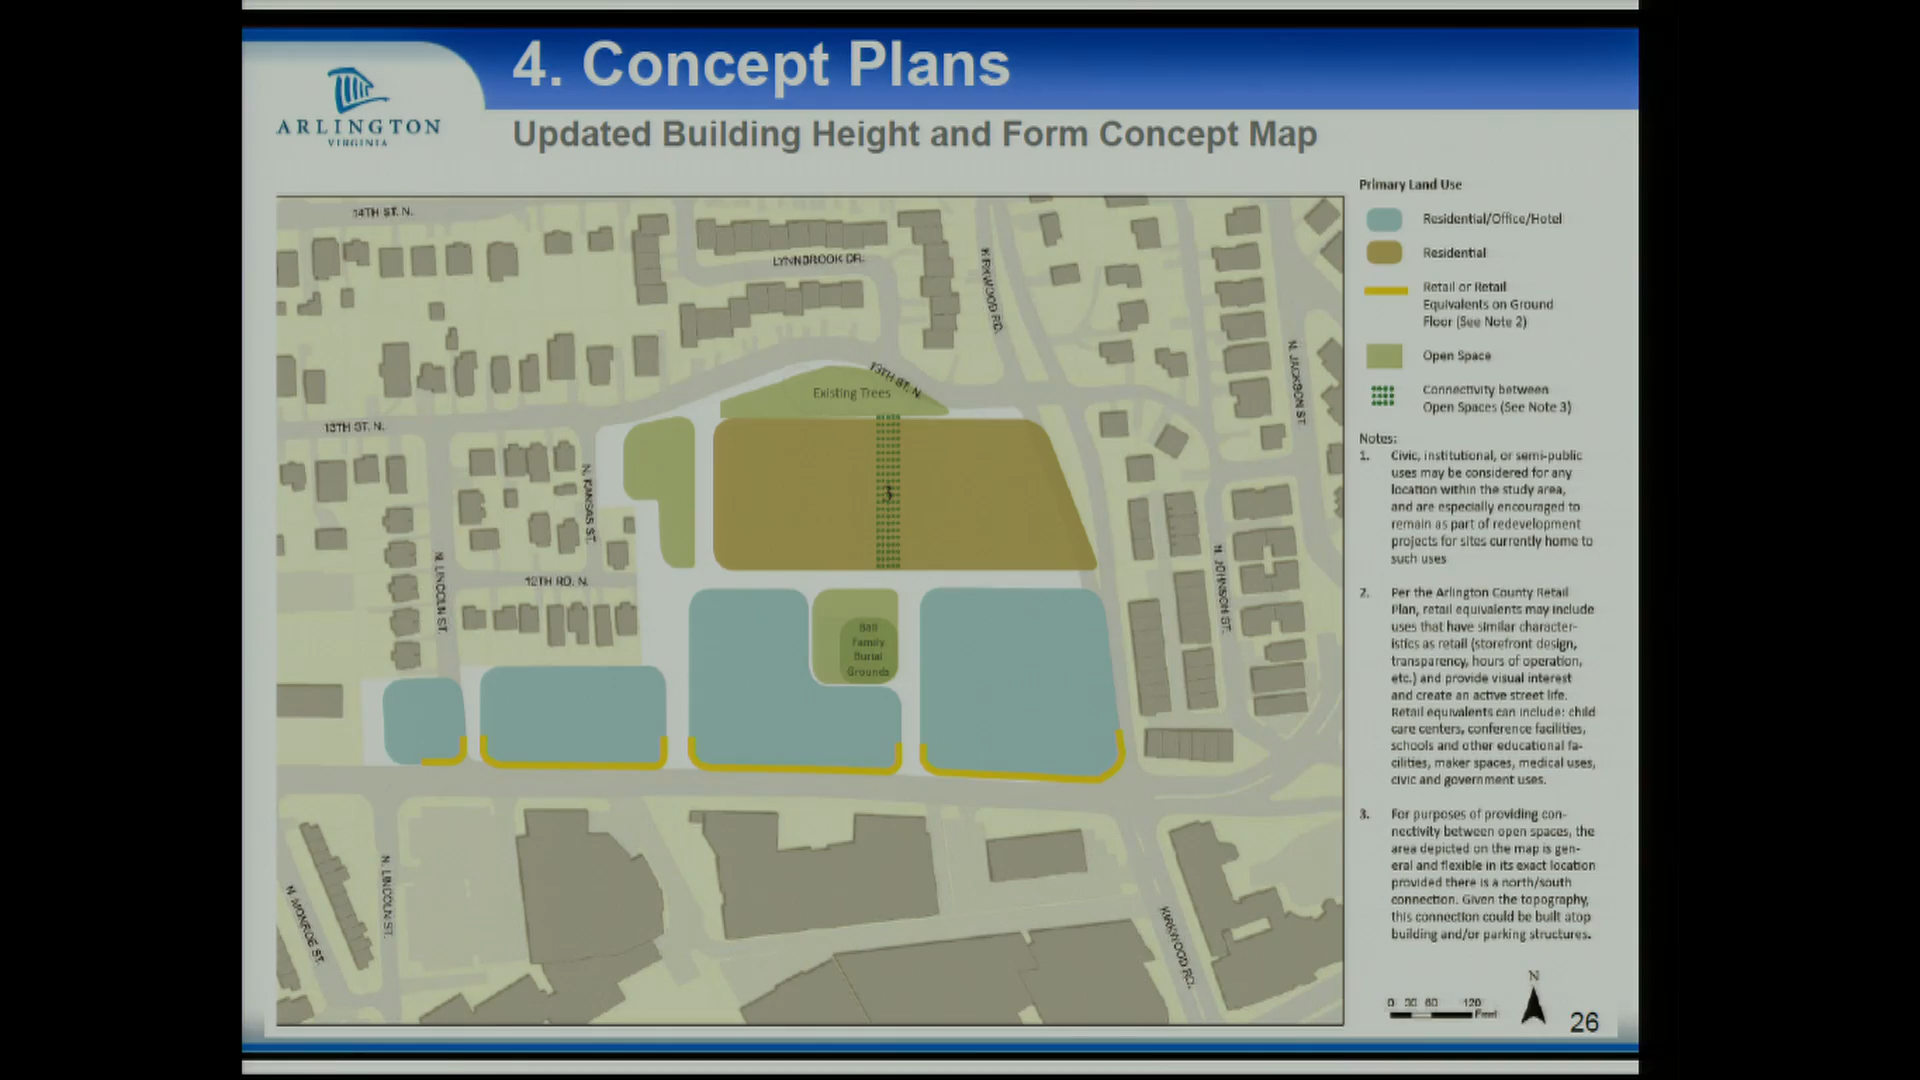 4. Concept Plans
ARLINGTON
VIRGINIA
Updated Building Height and Form Concept Map
14TH ST. N.
LYNNBROOK DR.
KIRKWOOD RD.
N. JACKSON ST.
13TH ST. N.
Existing Trees
13TH ST. N.
N. KANSAS ST.
N. LINCOLN ST.
12TH RD. N.
N. JOHNSON ST.
Ball
Family
Burial
Grounds
N. LINCOLN ST.
N. MONROE ST.
KIRKWOOD RD.
Primary Land Use
Residential/Office/Hotel
Residential
Retail or Retail
Equivalents on Ground
Floor (See Note 2)
Open Space
Connectivity between
Open Spaces (See Note 3)
Notes:
1. Civic, institutional, or semi-public
uses may be considered for any
location within the study area,
and are especially encouraged to
remain as part of redevelopment
projects for sites currently home to
such uses
2. Per the Arlington County Retail
Plan, retail equivalents may include
uses that have similar character-
istics as retail (storefront design,
transparency, hours of operation,
etc.) and provide visual interest
and create an active street life.
Retail equivalents can include: child
care centers, conference facilities,
schools and other educational fa-
cilities, maker spaces, medical uses,
civic and government uses.
3. For purposes of providing con-
nectivity between open spaces, the
area depicted on the map is gen-
eral and flexible in its exact location
provided there is a north/south
connection. Given the topography,
this connection could be built atop
building and/or parking structures.
N
0 30 60 120
Feet
26